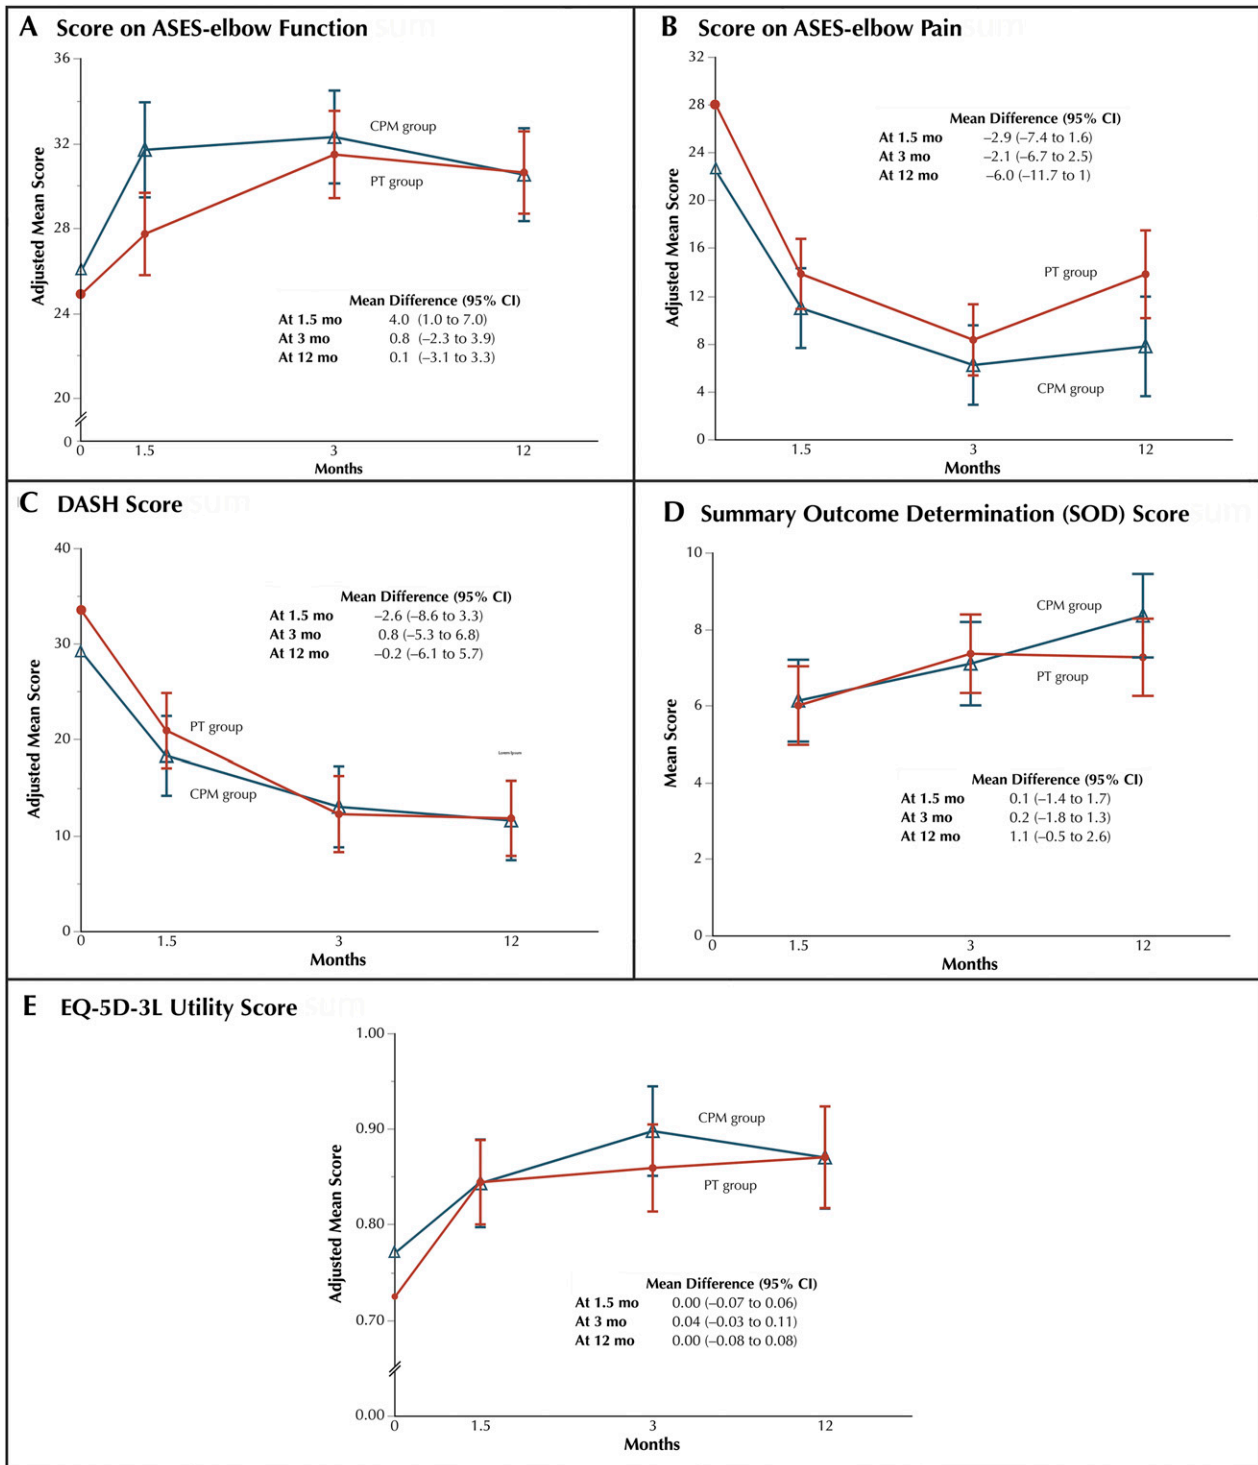 A Score on ASES-elbow Function
Adjusted Mean Score
36
32
28
24
20
0
CPM group
PT group
Mean Difference (95% CI)
At 1.5 mo 4.0 (1.0 to 7.0)
At 3 mo 0.8 (–2.3 to 3.9)
At 12 mo 0.1 (–3.1 to 3.3)
0 1.5 3 12
Months
B Score on ASES-elbow Pain
Adjusted Mean Score
32
28
24
20
16
12
8
4
0
Mean Difference (95% CI)
At 1.5 mo –2.9 (–7.4 to 1.6)
At 3 mo –2.1 (–6.7 to 2.5)
At 12 mo –6.0 (–11.7 to 1)
PT group
CPM group
1.5 3 12
Months
C DASH Score
Adjusted Mean Score
40
30
20
10
0
Mean Difference (95% CI)
At 1.5 mo –2.6 (–8.6 to 3.3)
At 3 mo 0.8 (–5.3 to 6.8)
At 12 mo –0.2 (–6.1 to 5.7)
PT group
CPM group
Lorem Ipsum
0 1.5 3 12
Months
D Summary Outcome Determination (SOD) Score
Mean Score
10
8
6
4
2
0
CPM group
PT group
Mean Difference (95% CI)
At 1.5 mo 0.1 (–1.4 to 1.7)
At 3 mo 0.2 (–1.8 to 1.3)
At 12 mo 1.1 (–0.5 to 2.6)
0 1.5 3 12
Months
E EQ-5D-3L Utility Score
Adjusted Mean Score
1.00
0.90
0.80
0.70
0.00
CPM group
PT group
Mean Difference (95% CI)
At 1.5 mo 0.00 (–0.07 to 0.06)
At 3 mo 0.04 (–0.03 to 0.11)
At 12 mo 0.00 (–0.08 to 0.08)
0 1.5 3 12
Months